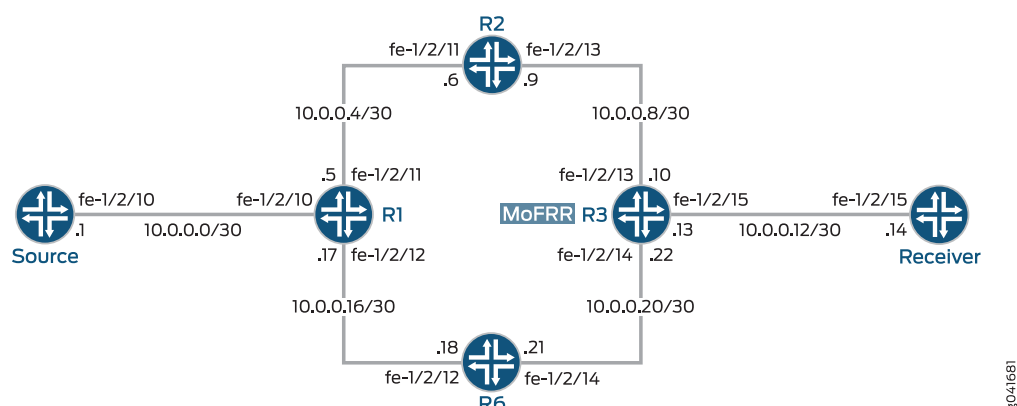 R2
fe-1/2/11 fe-1/2/13
.6 .9
10.0.0.4/30 10.0.0.8/30
.5 fe-1/2/11 fe-1/2/13 .10
fe-1/2/10 fe-1/2/10 R1 MoFRR R3 fe-1/2/15 fe-1/2/15
.1 10.0.0.0/30 .13 10.0.0.12/30 .14
Source .17 fe-1/2/12 fe-1/2/14 .22 Receiver
10.0.0.16/30 10.0.0.20/30
.18 .21
fe-1/2/12 fe-1/2/14
R6
g041681